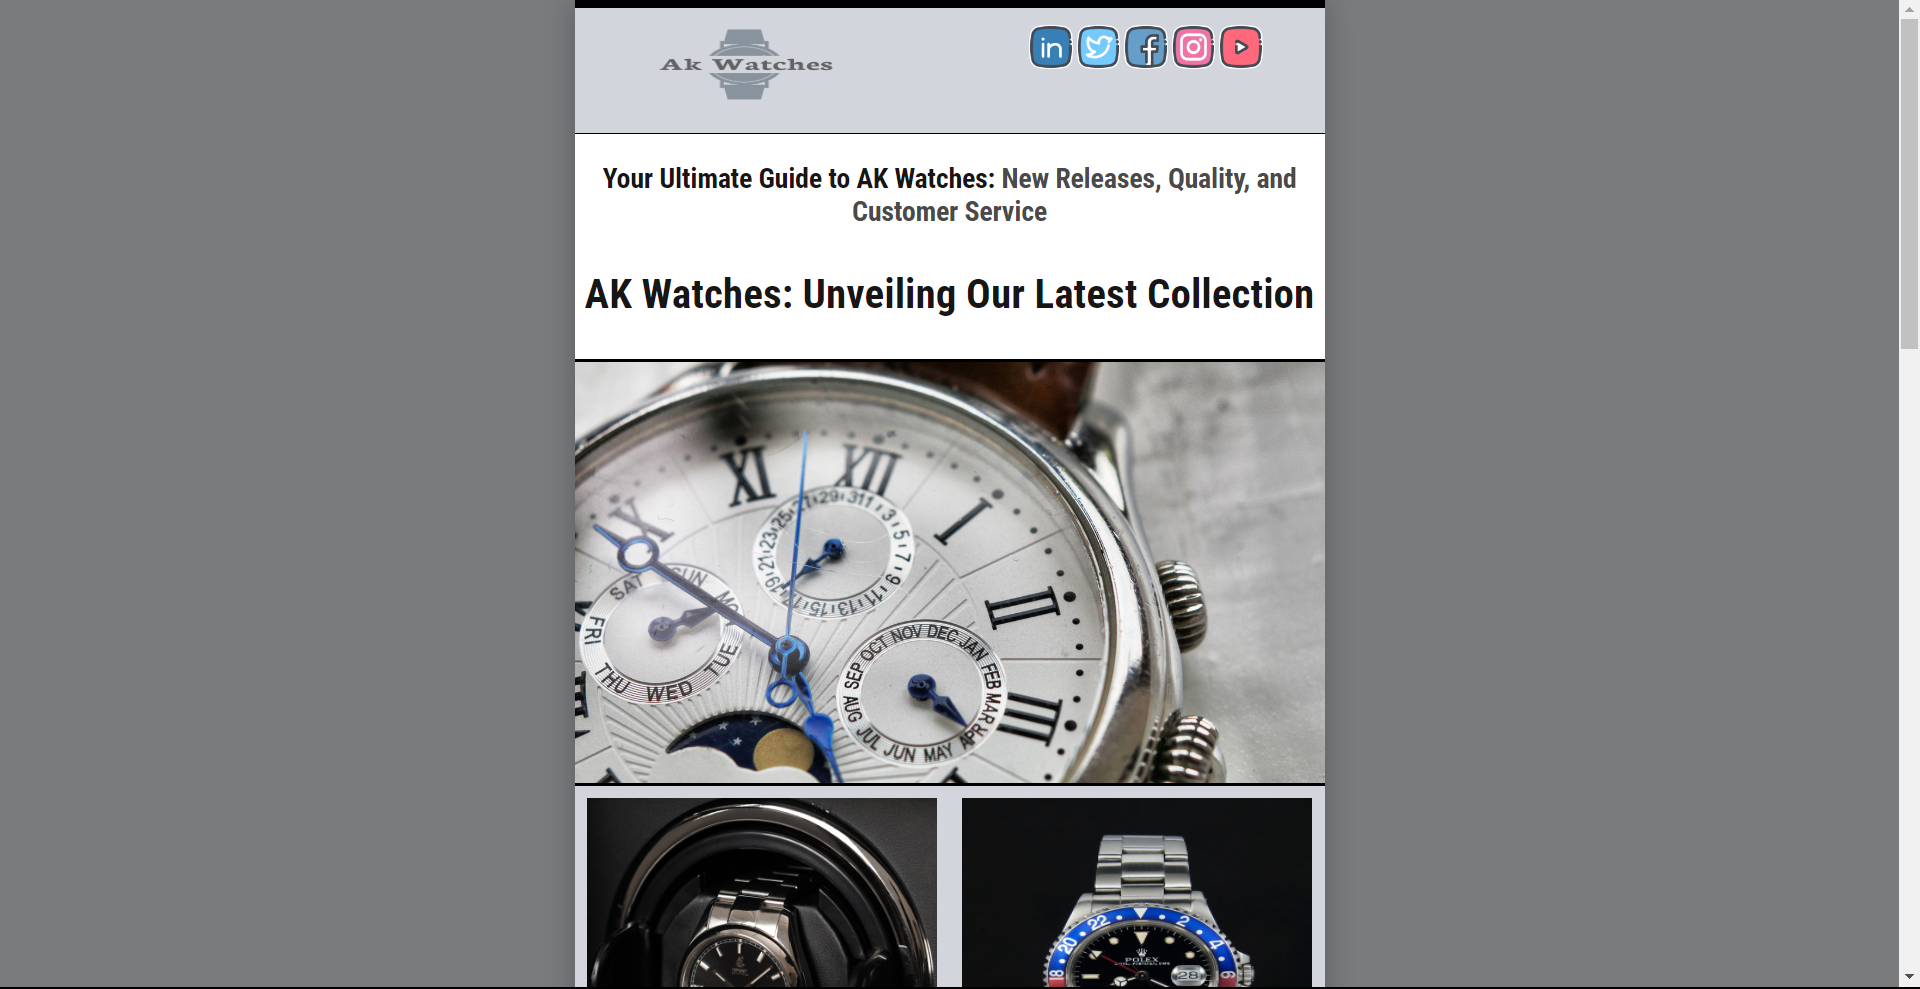 Ak Watches
in
Your Ultimate Guide to AK Watches: New Releases, Quality, and
Customer Service
AK Watches: Unveiling Our Latest Collection
XI XII I II III X
19 21 23 25 27 29 31 1 3 5 7 9 11 13 15 17
SAT SUN MO TUE WED THU FRI
SEP OCT NOV DEC JAN FEB MAR APR MAY JUN JUL AUG
18 20 22 2 4 6
POLEX
28